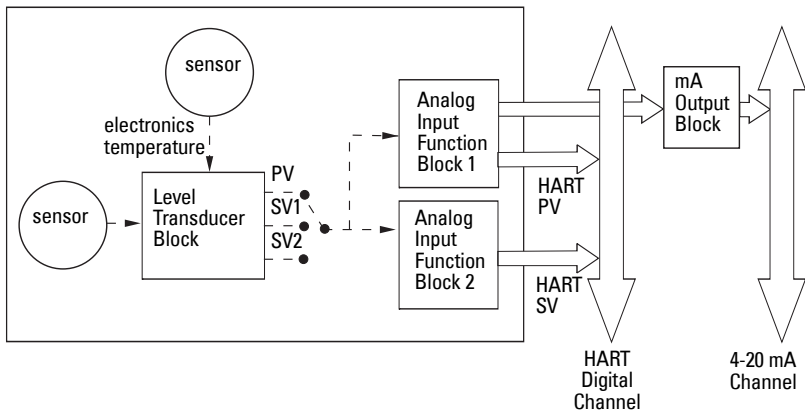 sensor
electronics
temperature
sensor
Level
Transducer
Block
PV
SV1
SV2
Analog
Input
Function
Block 1
Analog
Input
Function
Block 2
HART
PV
HART
SV
mA
Output
Block
HART
Digital
Channel
4-20 mA
Channel